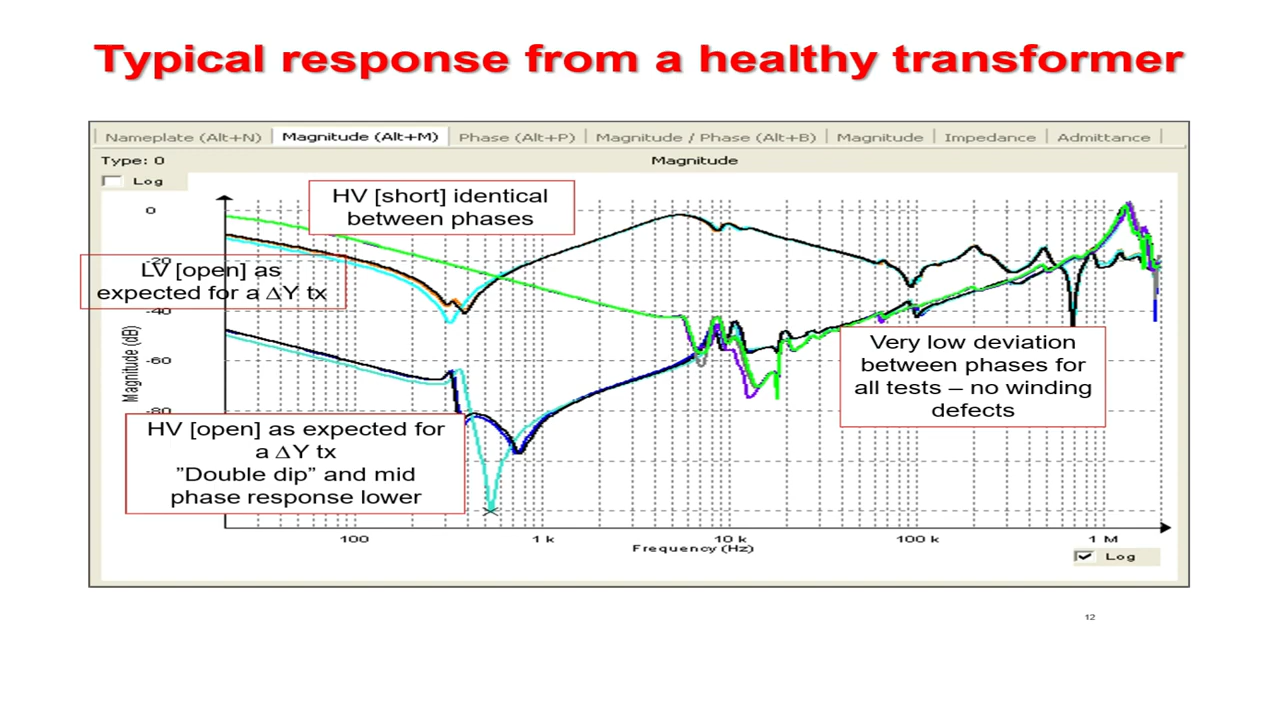 Typical response from a healthy transformer
Nameplate (Alt+N) Magnitude (Alt+M) Phase (Alt+P) Magnitude / Phase (Alt+B) Magnitude Impedance Admittance
Type: 0
Magnitude
Log
HV [short] identical
between phases
0
-20
LV [open] as
expected for a ΔY tx
-40
Magnitude (dB)
Very low deviation
between phases for
all tests – no winding
defects
-60
-80
HV [open] as expected for
a ΔY tx
”Double dip” and mid
phase response lower
100 1 k 10 k 100 k 1 M
Frequency (Hz)
Log
12